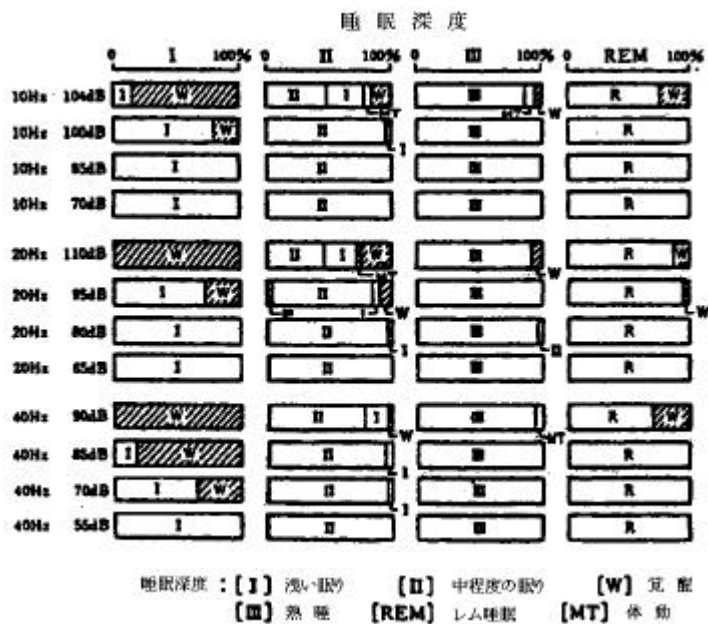 睡眠深度
0 I 100% 0 II 100% 0 III 100% 0 REM 100%
10Hz 104dB I W II I W MT III MT W R W
10Hz 100dB I W II I III R
10Hz 85dB I II III R
10Hz 70dB I II III R
20Hz 110dB W II I W MT III W R W
20Hz 95dB I W II I W III R W
20Hz 80dB I II I III II R
20Hz 65dB I II III R
40Hz 90dB W II I W III MT R W
40Hz 85dB I W II I III R
40Hz 70dB I W II I III R
40Hz 55dB I II III R
睡眠深度:[I] 浅い眠り [II] 中程度の眠り [W] 覚醒
[III] 熟睡 [REM] レム睡眠 [MT] 体動